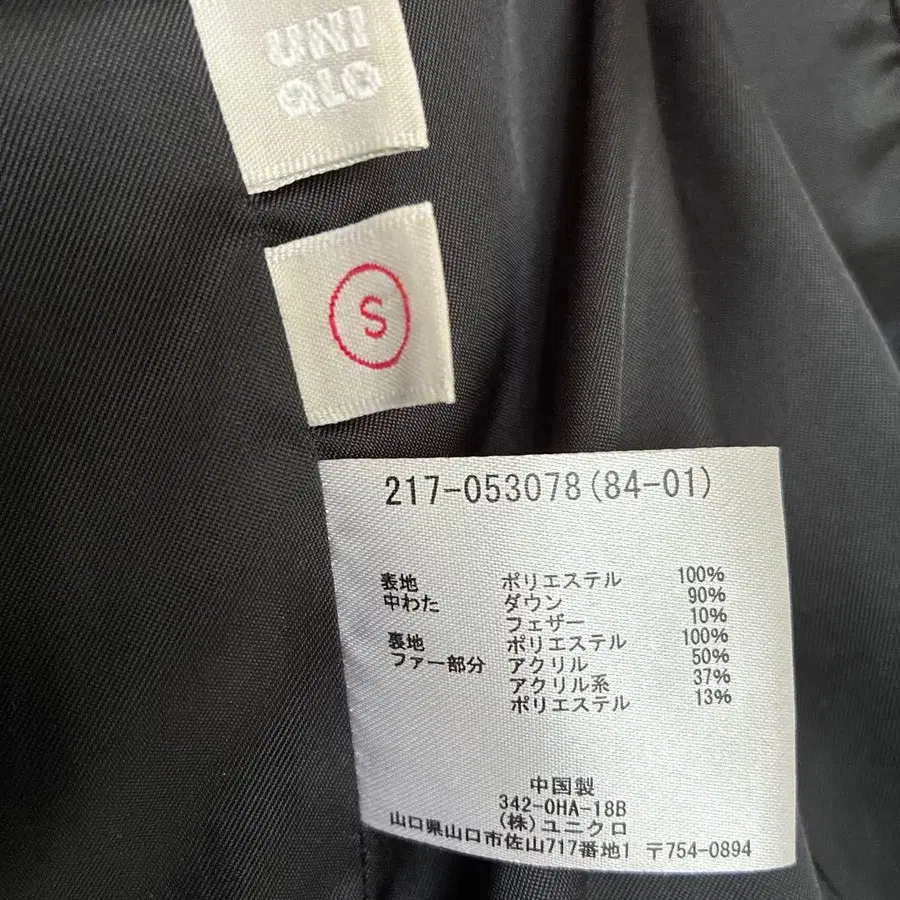 UNI
QLO
S
217-053078(84-01)
表地 ポリエステル 100%
中わた ダウン 90%
フェザー 10%
裏地 ポリエステル 100%
ファー部分 アクリル 50%
アクリル系 37%
ポリエステル 13%
中国製
342-0HA-18B
(株)ユニクロ
山口県山口市佐山717番地1 〒754-0894